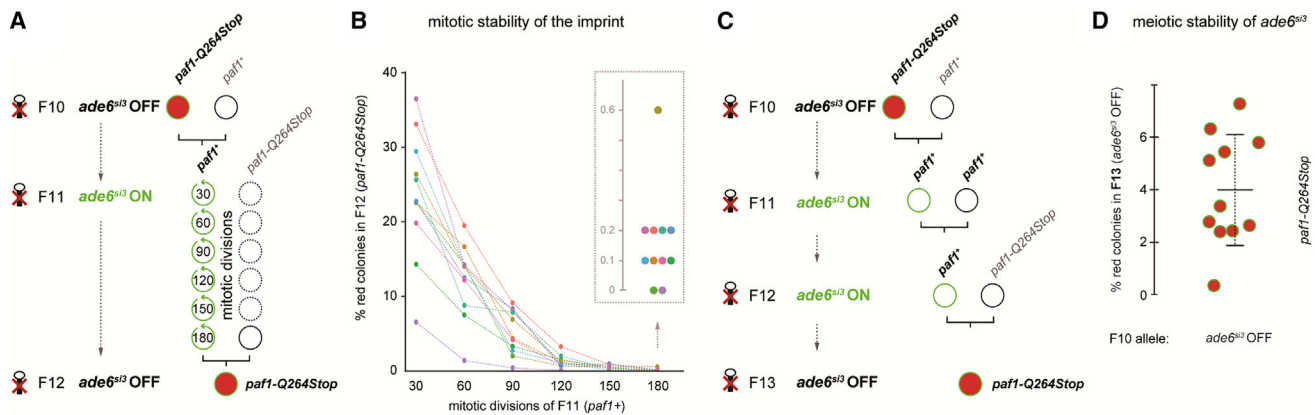 A
paf1-Q264Stop
paf1+
F10
ade6si3 OFF
paf1+
paf1-Q264Stop
F11
ade6si3 ON
30
60
90
120
150
180
mitotic divisions
F12
ade6si3 OFF
paf1-Q264Stop
B
mitotic stability of the imprint
% red colonies in F12 (paf1-Q264Stop)
40
30
20
10
0
0.6
0.2
0.1
0
30
60
90
120
150
180
mitotic divisions of F11 (paf1+)
C
paf1-Q264Stop
paf1+
F10
ade6si3 OFF
paf1+
paf1+
F11
ade6si3 ON
paf1+
paf1-Q264Stop
F12
ade6si3 ON
F13
ade6si3 OFF
paf1-Q264Stop
D
meiotic stability of ade6si3
% red colonies in F13 (ade6si3 OFF)
6
4
2
0
paf1-Q264Stop
F10 allele:
ade6si3 OFF